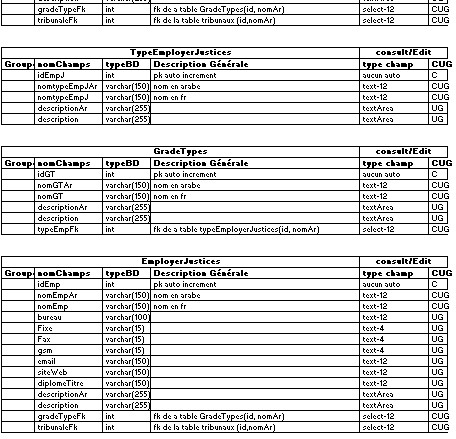 gradeTypeFk int fk de a table GradeTypes(id, nomAr) select-12 CUG
tribunaleFk int fk de la table tribunaux (id,nomAr) select-12 CUG
TypeEmployerJustices consult/Edit
Group nomChamps typeBD Description Générale type champ CUG
idEmpJ int pk auto increment aucun auto C
nomtypeEmpJAr varchar(150) nom en arabe text-12 CUG
nomtypeEmpJ varchar(150) nom en fr text-12 CUG
descriptionAr varchar(255) textArea UG
description varchar(255) textArea UG
GradeTypes consult/Edit
Group nomChamps typeBD Description Générale type champ CUG
idGT int pk auto increment aucun auto C
nomGTAr varchar(150) nom en arabe text-12 CUG
nomGT varchar(150) nom en fr text-12 CUG
descriptionAr varchar(255) textArea UG
description varchar(255) textArea UG
typeEmpFk int fk de a table typeEmployerJustices(id, nomAr) select-12 CUG
EmployerJustices consult/Edit
Group nomChamps typeBD Description Générale type champ CUG
idEmp int pk auto increment aucun auto C
nomEmpAr varchar(150) nom en arabe text-12 CUG
nomEmp varchar(150) nom en fr text-12 CUG
bureau varchar(100) text-12 UG
Fixe varchar(15) text-4 UG
Fax varchar(15) text-4 UG
gsm varchar(15) text-4 UG
email varchar(150) text-12 UG
siteWeb varchar(150) text-12 UG
diplomeTitre varchar(150) text-12 UG
descriptionAr varchar(255) textArea UG
description varchar(255) textArea UG
gradeTypeFk int fk de a table GradeTypes(id, nomAr) select-12 CUG
tribunaleFk int fk de la table tribunaux (id,nomAr) select-12 CUG